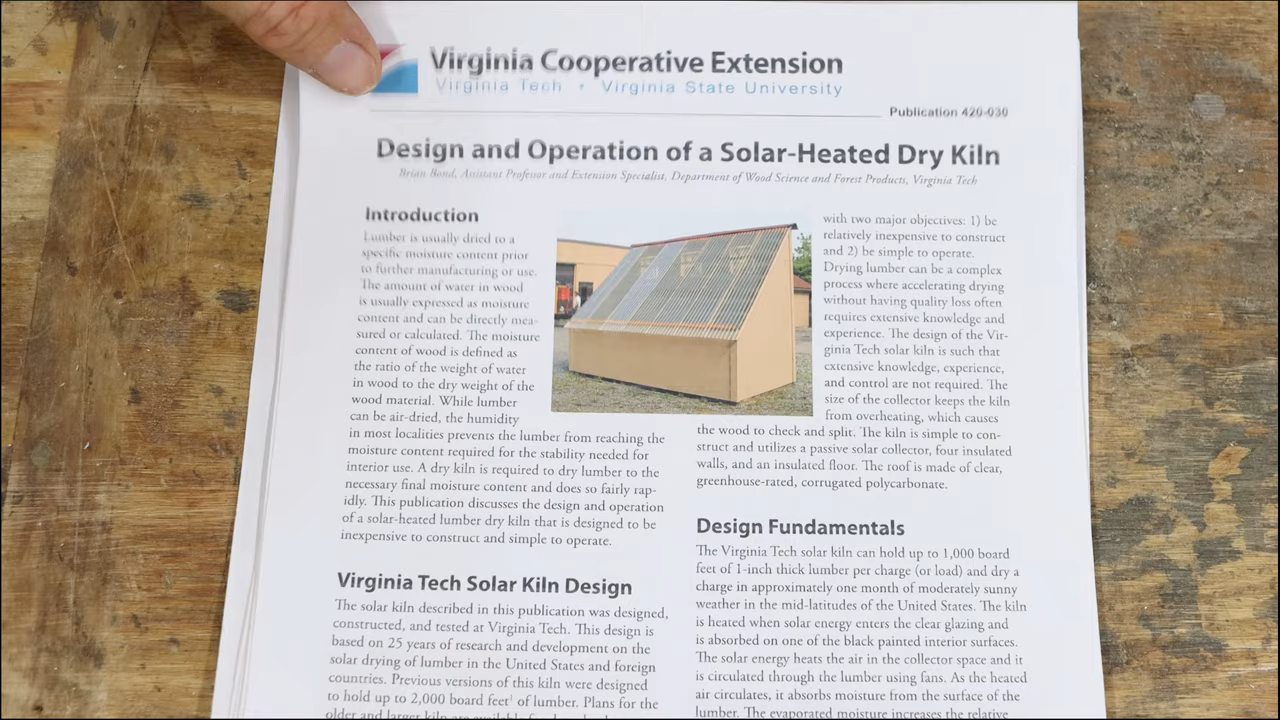 Virginia Cooperative Extension
Virginia Tech • Virginia State University
Publication 420-030
Design and Operation of a Solar-Heated Dry Kiln
Brian Bond, Assistant Professor and Extension Specialist, Department of Wood Science and Forest Products, Virginia Tech
Introduction
Lumber is usually dried to a
specific moisture content prior
to further manufacturing or use.
The amount of water in wood
is usually expressed as moisture
content and can be directly mea-
sured or calculated. The moisture
content of wood is defined as
the ratio of the weight of water
in wood to the dry weight of the
wood material. While lumber
can be air-dried, the humidity
in most localities prevents the lumber from reaching the
moisture content required for the stability needed for
interior use. A dry kiln is required to dry lumber to the
necessary final moisture content and does so fairly rap-
idly. This publication discusses the design and operation
of a solar-heated lumber dry kiln that is designed to be
inexpensive to construct and simple to operate.
Virginia Tech Solar Kiln Design
The solar kiln described in this publication was designed,
constructed, and tested at Virginia Tech. This design is
based on 25 years of research and development on the
solar drying of lumber in the United States and foreign
countries. Previous versions of this kiln were designed
to hold up to 2,000 board feet¹ of lumber. Plans for the
older and larger kiln are available
with two major objectives: 1) be
relatively inexpensive to construct
and 2) be simple to operate.
Drying lumber can be a complex
process where accelerating drying
without having quality loss often
requires extensive knowledge and
experience. The design of the Vir-
ginia Tech solar kiln is such that
extensive knowledge, experience,
and control are not required. The
size of the collector keeps the kiln
from overheating, which causes
the wood to check and split. The kiln is simple to con-
struct and utilizes a passive solar collector, four insulated
walls, and an insulated floor. The roof is made of clear,
greenhouse-rated, corrugated polycarbonate.
Design Fundamentals
The Virginia Tech solar kiln can hold up to 1,000 board
feet of 1-inch thick lumber per charge (or load) and dry a
charge in approximately one month of moderately sunny
weather in the mid-latitudes of the United States. The kiln
is heated when solar energy enters the clear glazing and
is absorbed on one of the black painted interior surfaces.
The solar energy heats the air in the collector space and it
is circulated through the lumber using fans. As the heated
air circulates, it absorbs moisture from the surface of the
lumber. The evaporated moisture increases the relative